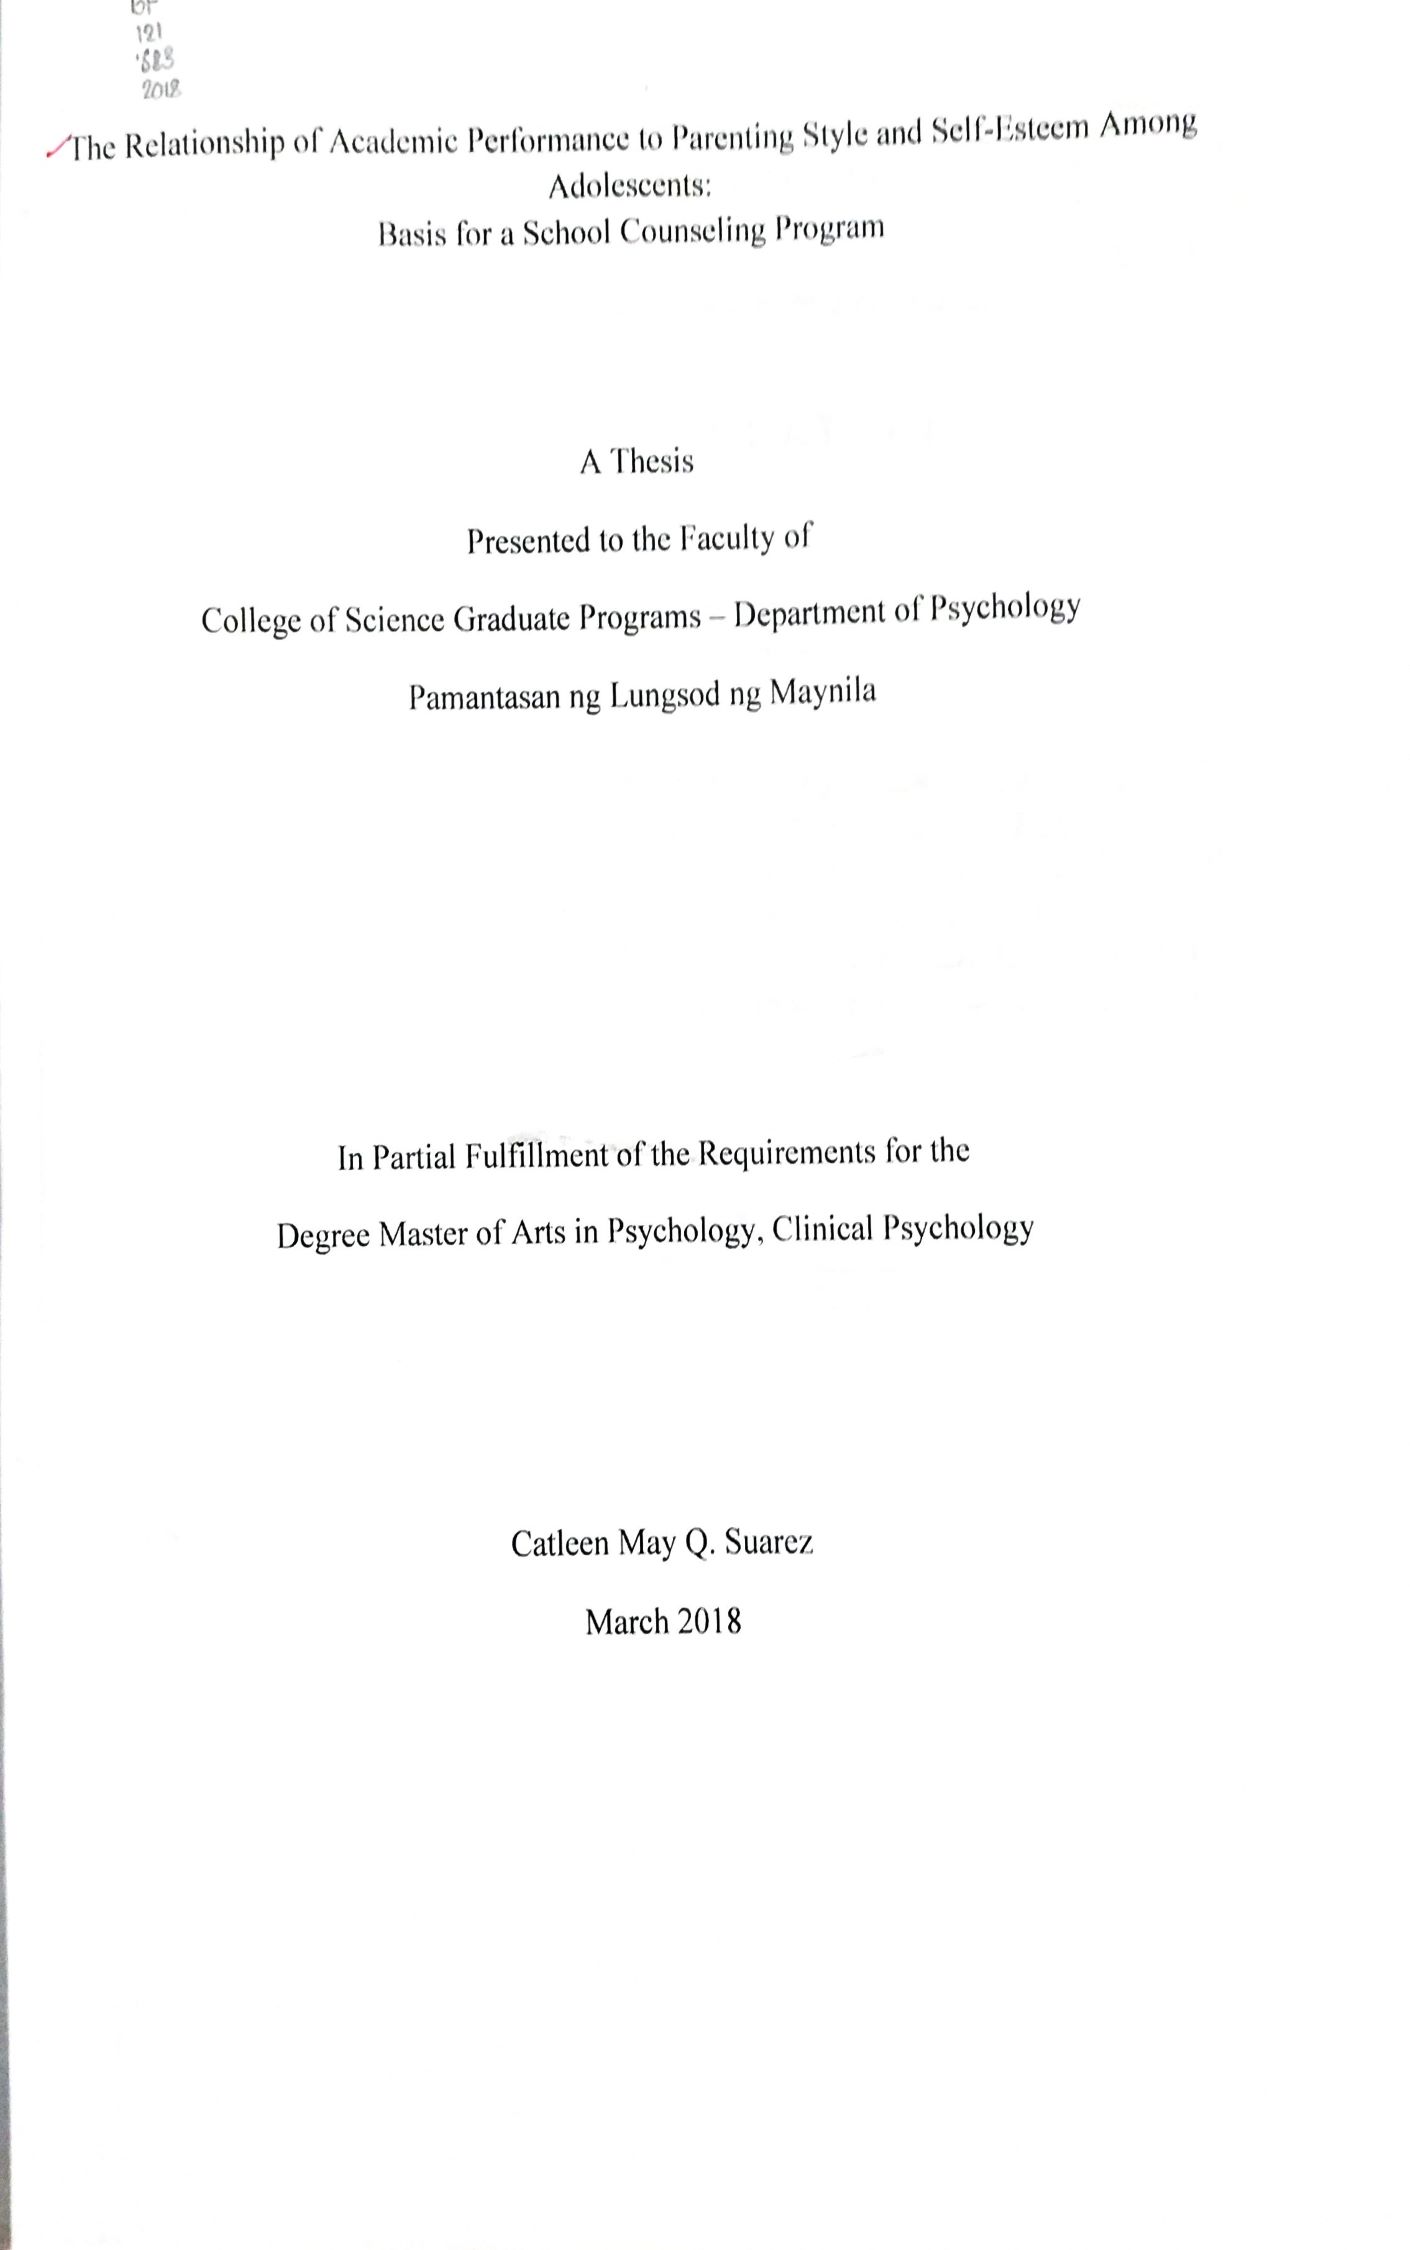 BF
121
.S83
2018
The Relationship of Academic Performance to Parenting Style and Self-Esteem Among
Adolescents:
Basis for a School Counseling Program
A Thesis
Presented to the Faculty of
College of Science Graduate Programs – Department of Psychology
Pamantasan ng Lungsod ng Maynila
In Partial Fulfillment of the Requirements for the
Degree Master of Arts in Psychology, Clinical Psychology
Catleen May Q. Suarez
March 2018